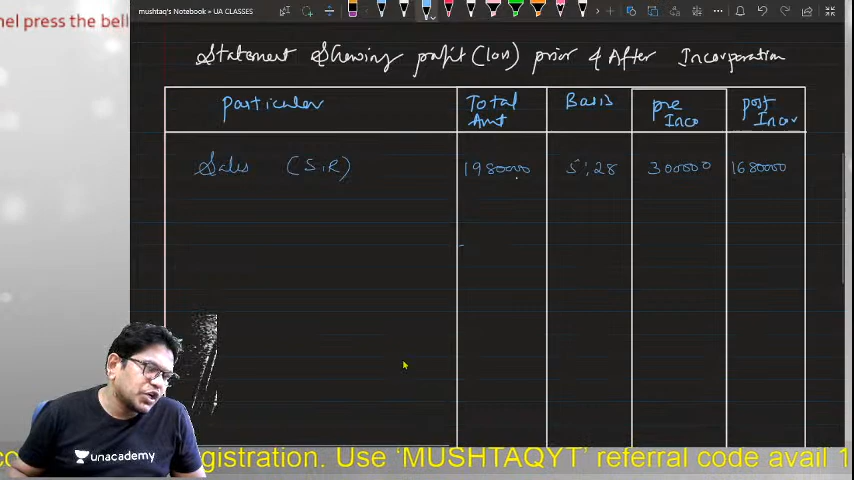 nel press the bell
mushtaq's Notebook » UA CLASSES
Statement Showing profit (loss) prior & After Incorporation
Particular
Total Amt
Basis
pre Inco
post Incor
Sales (S.R) 1980000 5:28 300000 1680000
unacademy
gistration. Use ‘MUSHTAQYT’ referral code avail 1